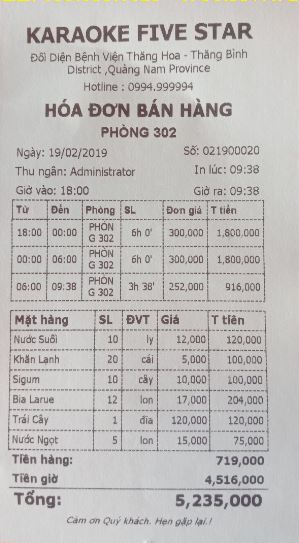 KARAOKE FIVE STAR
Đối Diện Bệnh Viện Thăng Hoa - Thăng Bình
District ,Quảng Nam Province
Hotline : 0994.999994
HÓA ĐƠN BÁN HÀNG
PHÒNG 302
Ngày: 19/02/2019 Số: 021900020
Thu ngân: Administrator In lúc: 09:38
Giờ vào: 18:00 Giờ ra: 09:38
Từ Đến Phòng SL Đơn giá T tiền
18:00 00:00 PHÒN G 302 6h 0' 300,000 1,800,000
00:00 06:00 PHÒN G 302 6h 0' 300,000 1,800,000
06:00 09:38 PHÒN G 302 3h 38' 252,000 916,000
Mặt hàng SL ĐVT Giá T tiên
Nước Suối 10 ly 12,000 120,000
Khăn Lạnh 20 cái 5,000 100,000
Sigum 10 cây 10,000 100,000
Bia Larue 12 lon 17,000 204,000
Trái Cây 1 đĩa 120,000 120,000
Nước Ngọt 5 lon 15,000 75,000
Tiền hàng: 719,000
Tiền giờ 4,516,000
Tổng: 5,235,000
Cảm ơn Quý khách. Hẹn gặp lại.!